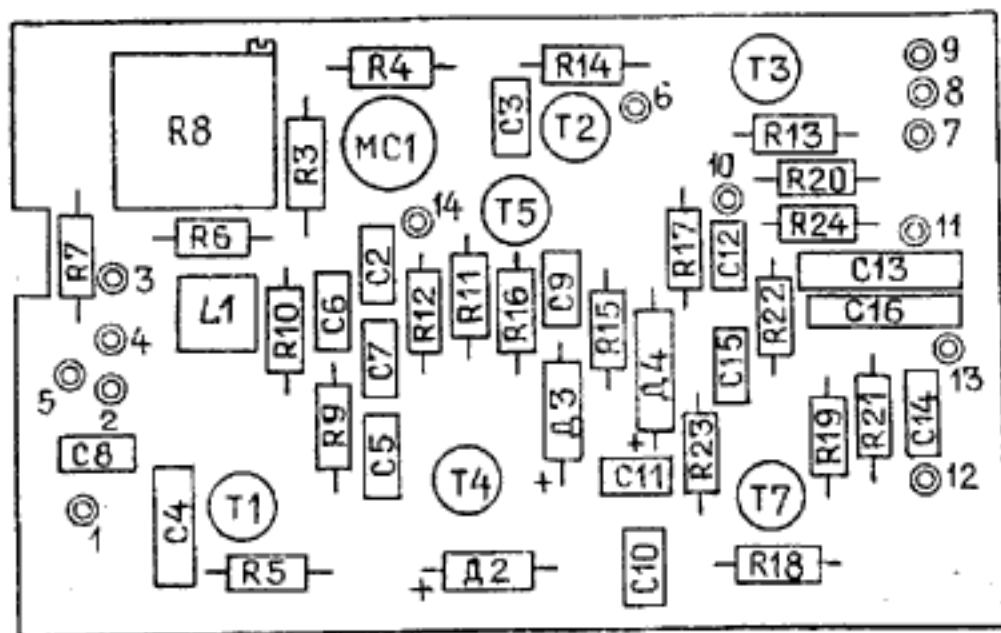 R4
R14
T3
9
R8
C3
T2
6
8
R3
MC1
R13
7
10
R20
14
T5
R7
R6
R17
R24
11
C2
C12
C13
3
L1
R10
C6
R12
R11
R16
C9
R15
R22
C16
4
C7
Д4
C15
13
5
2
Д3
R9
R23
R19
R21
C14
C8
C5
+
T4
+
C11
12
1
C4
T1
T7
R5
+
Д2
C10
R18